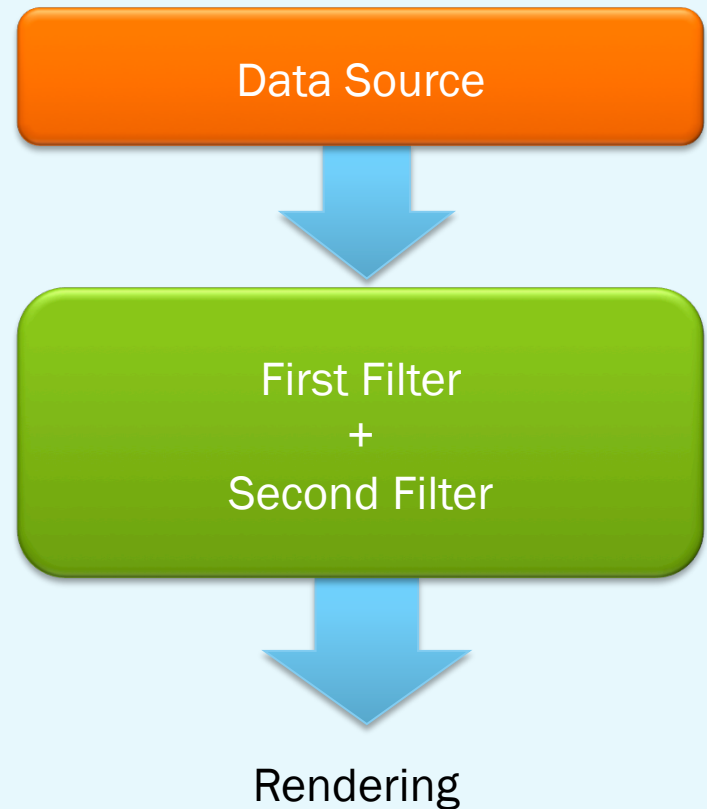 Data Source
First Filter
+
Second Filter
Rendering